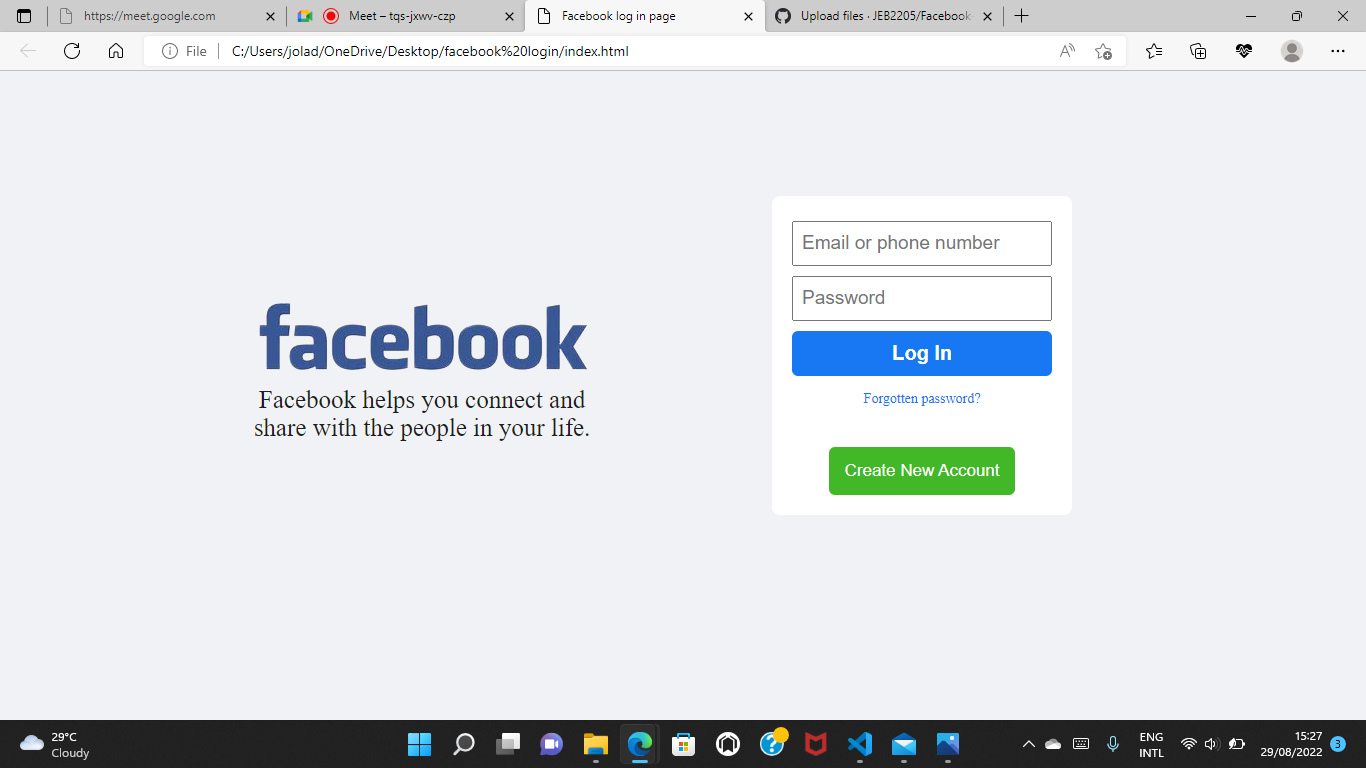 https://meet.google.com
Meet – tqs-jxwv-czp
Facebook log in page
Upload files · JEB2205/Facebook-
File
C:/Users/jolad/OneDrive/Desktop/facebook%20login/index.html
facebook
Facebook helps you connect and
share with the people in your life.
Email or phone number
Password
Log In
Forgotten password?
Create New Account
29°C
Cloudy
ENG
INTL
15:27
29/08/2022
3